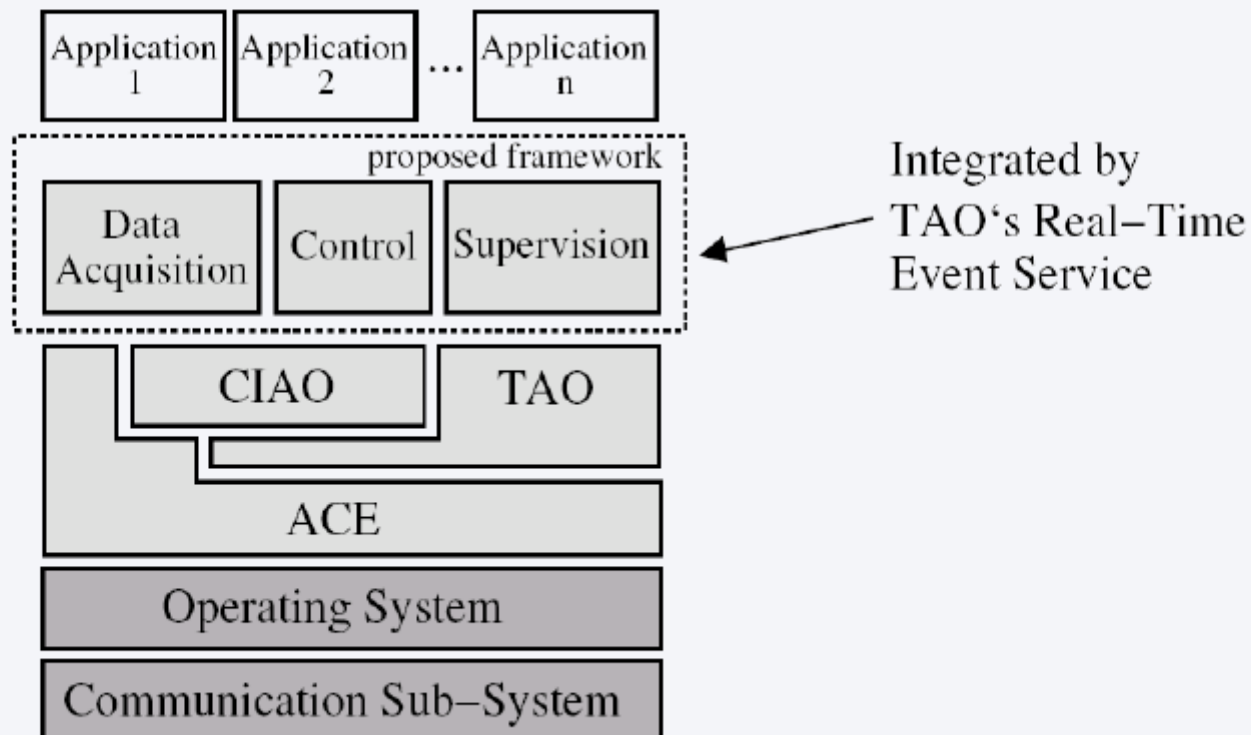 Application
1
Application
2
...
Application
n
proposed framework
Data
Acquisition
Control
Supervision
Integrated by
TAO‘s Real–Time
Event Service
CIAO
TAO
ACE
Operating System
Communication Sub–System